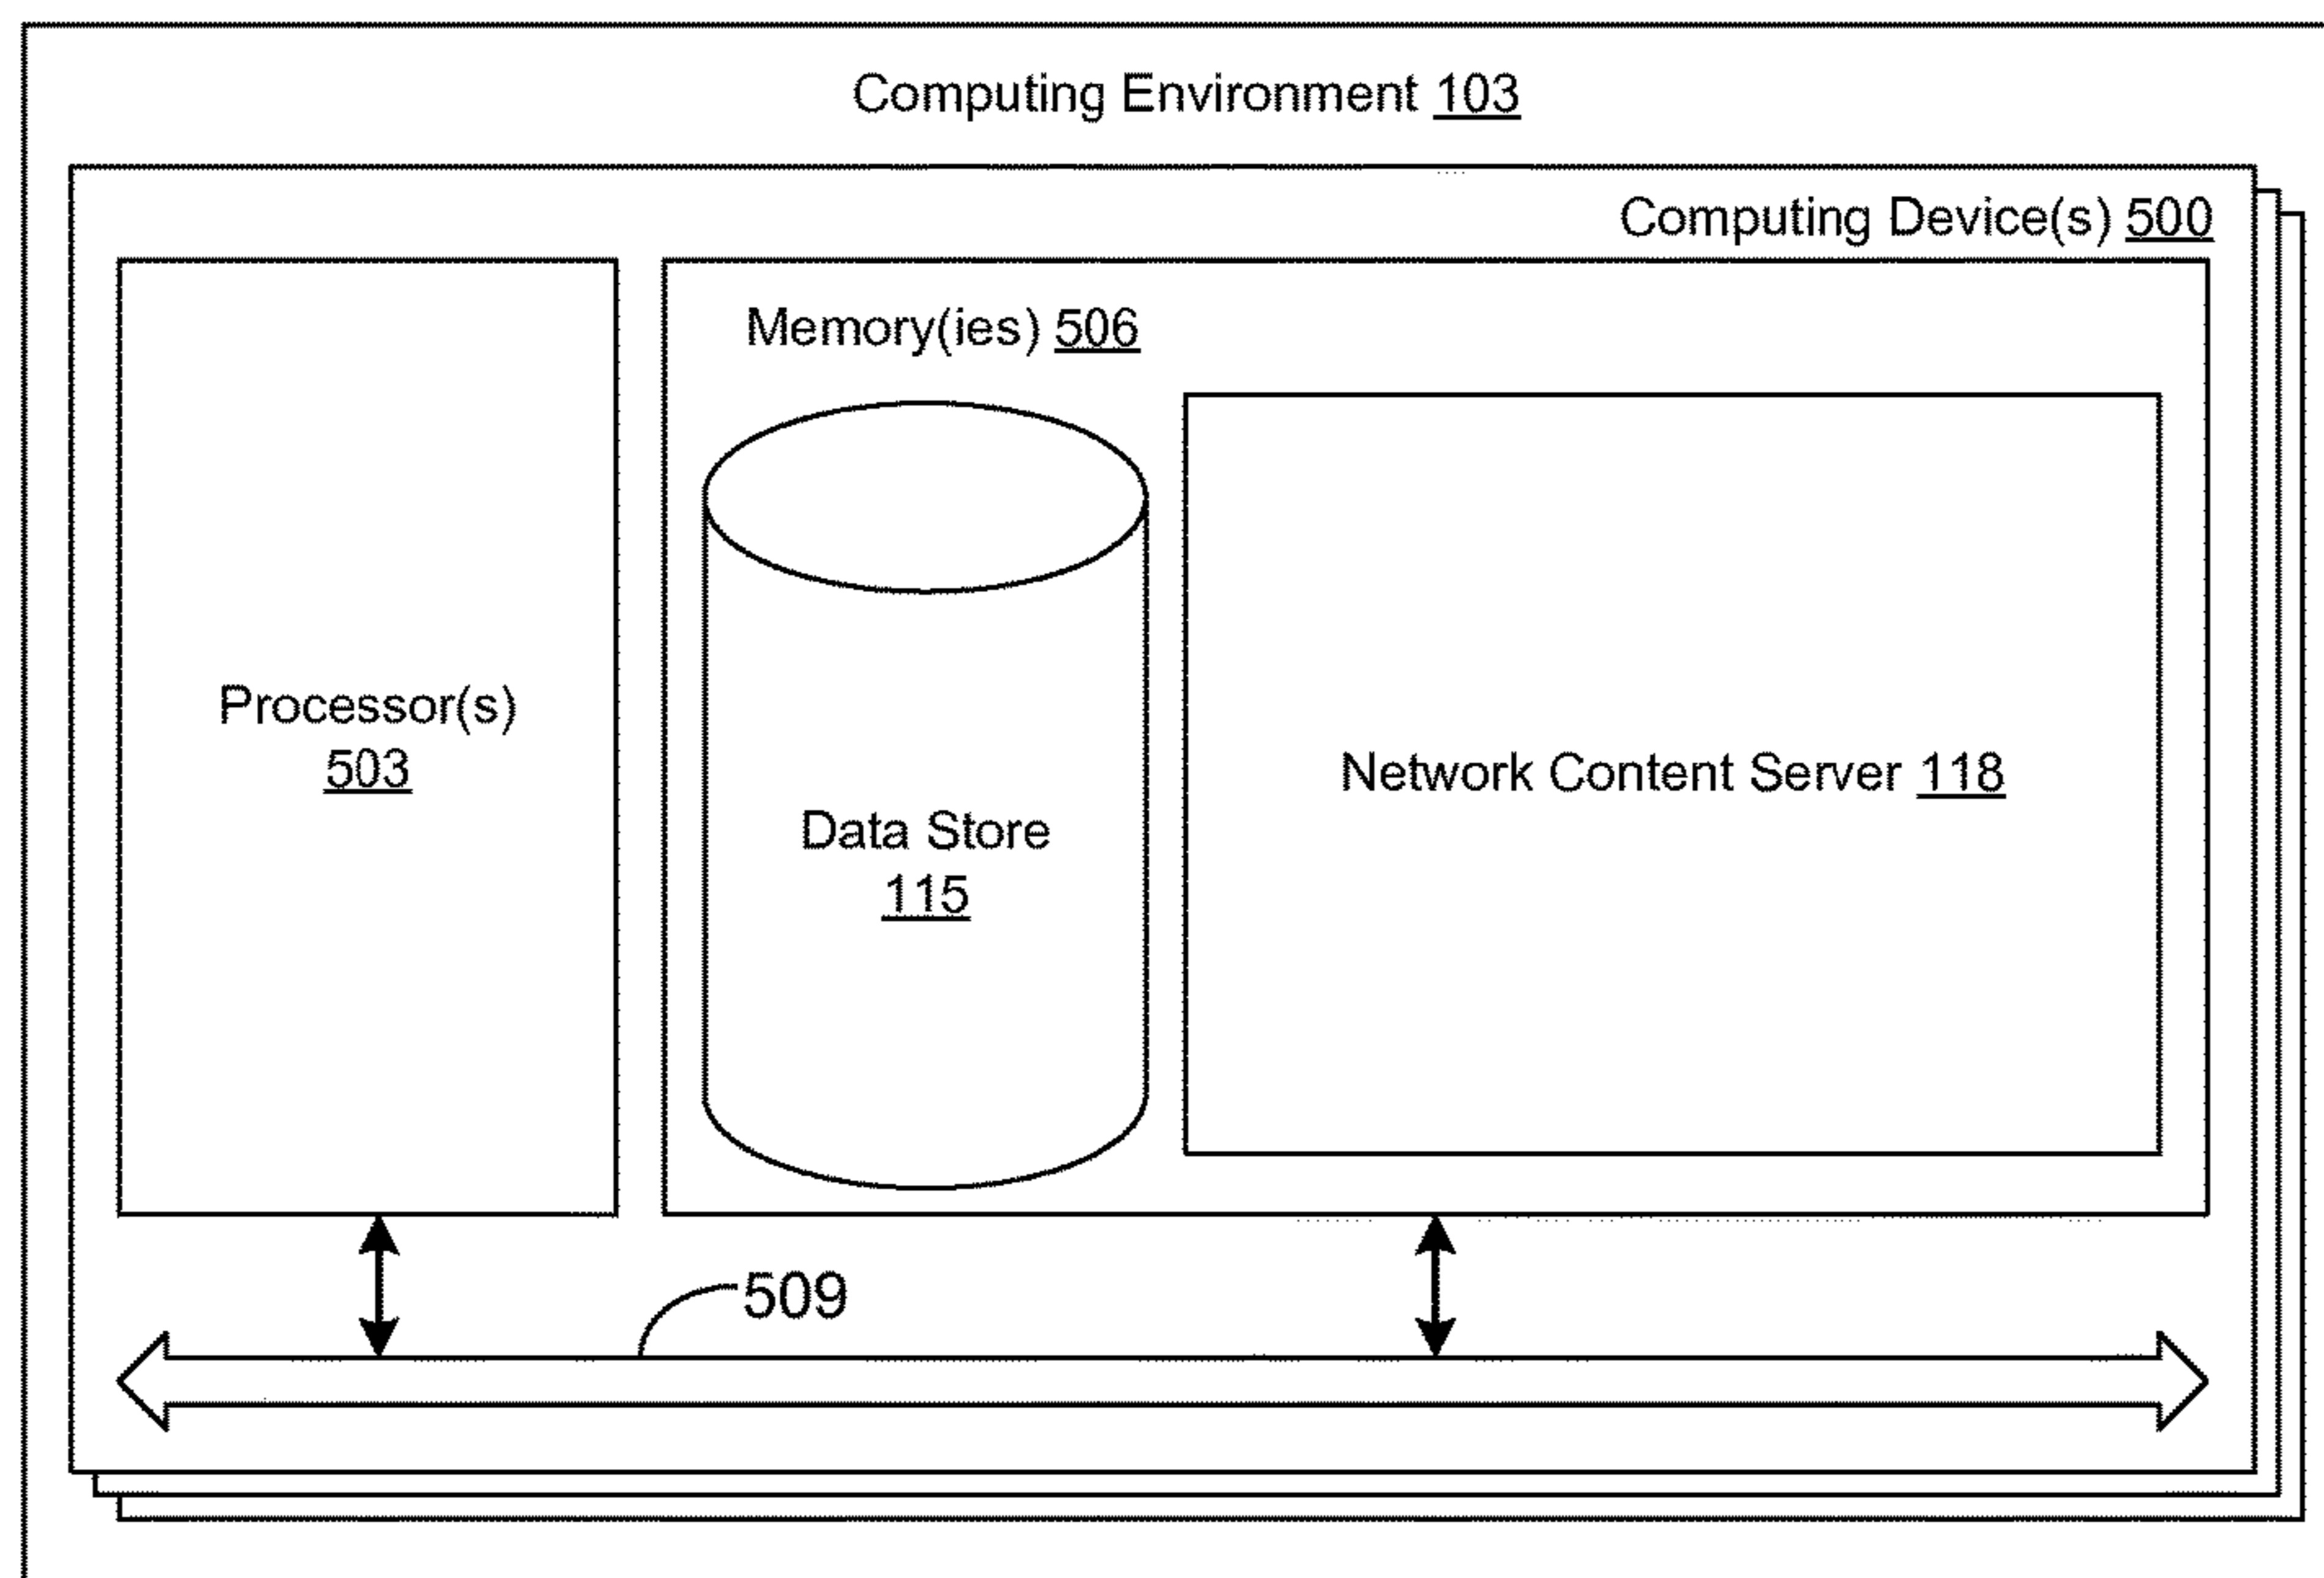 Computing Environment 103
Computing Device(s) 500
Memory(ies) 506
Processor(s)
503
Data Store
115
Network Content Server 118
509